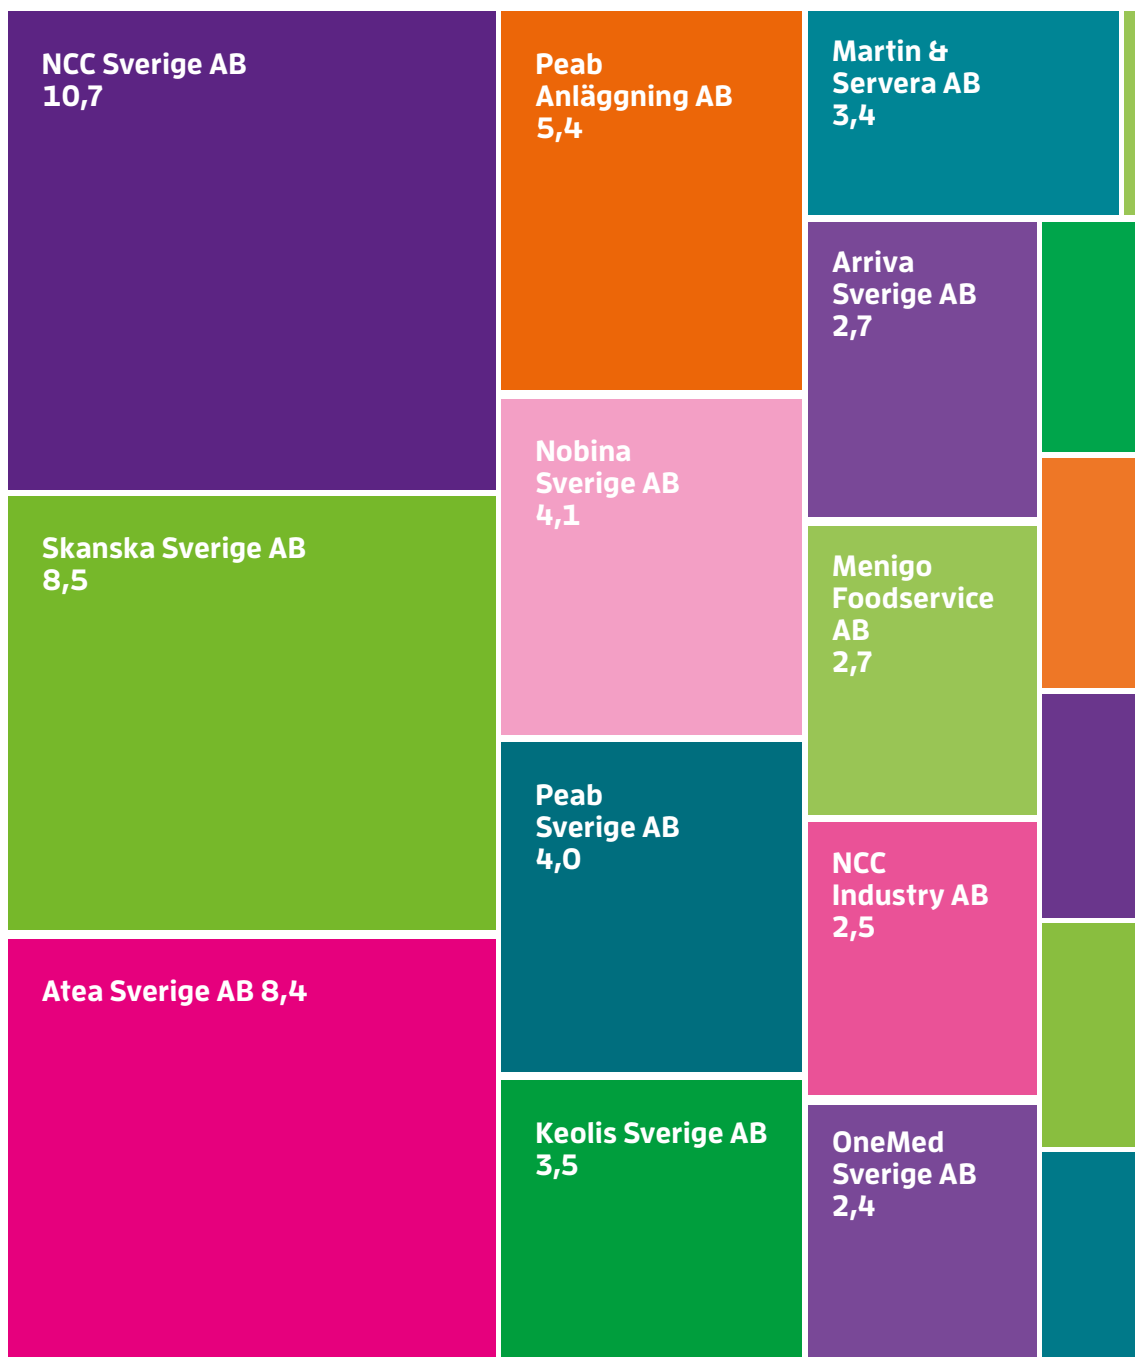 NCC Sverige AB
10,7
Skanska Sverige AB
8,5
Atea Sverige AB 8,4
Peab
Anläggning AB
5,4
Nobina
Sverige AB
4,1
Peab
Sverige AB
4,0
Keolis Sverige AB
3,5
Martin &
Servera AB
3,4
Arriva
Sverige AB
2,7
Menigo
Foodservice
AB
2,7
NCC
Industry AB
2,5
OneMed
Sverige AB
2,4